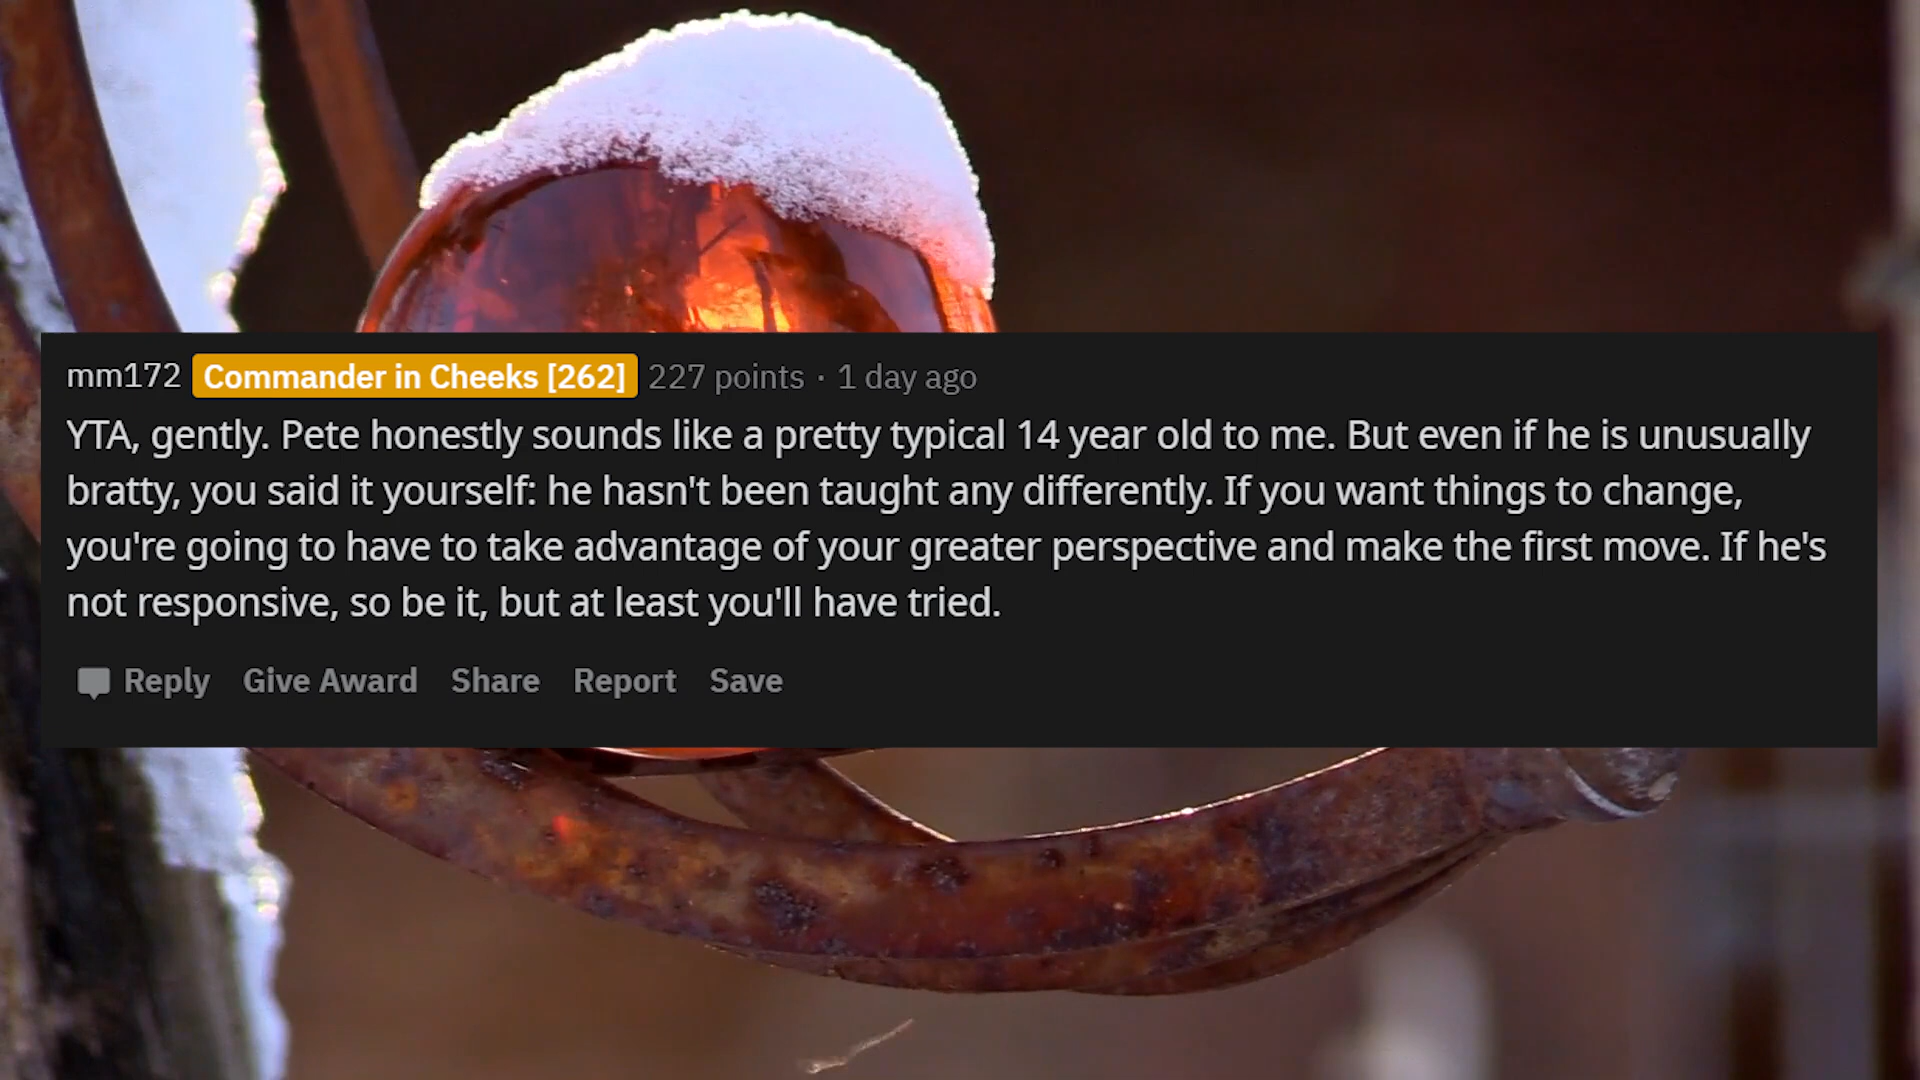 mm172 Commander in Cheeks [262] 227 points · 1 day ago
YTA, gently. Pete honestly sounds like a pretty typical 14 year old to me. But even if he is unusually
bratty, you said it yourself: he hasn't been taught any differently. If you want things to change,
you're going to have to take advantage of your greater perspective and make the first move. If he's
not responsive, so be it, but at least you'll have tried.
Reply Give Award Share Report Save